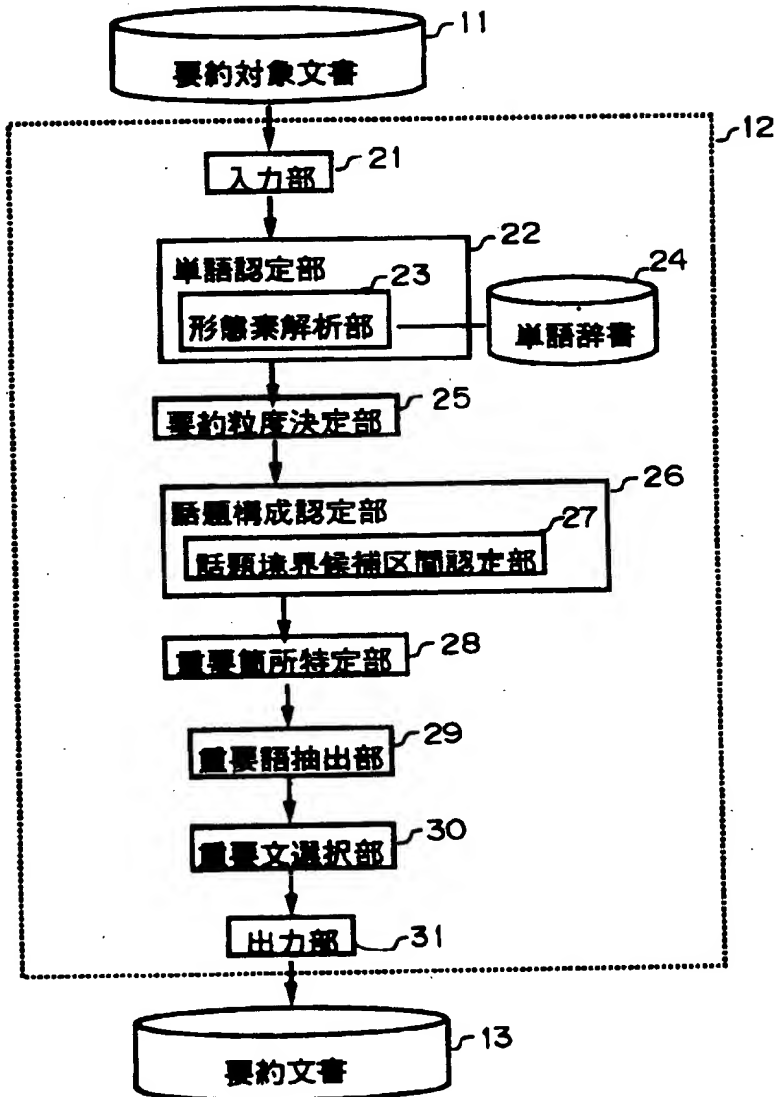 11
要約対象文書
12
入力部
21
22
単語認定部
23
24
形態素解析部
単語辞書
25
要約粒度決定部
26
話題構成認定部
27
話題境界候補区間認定部
重要箇所特定部
28
重要語抽出部
29
重要文選択部
30
出力部
31
要約文書
13